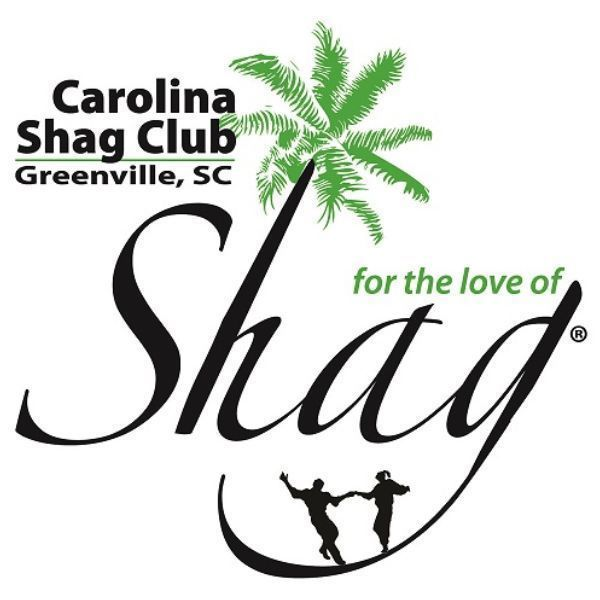 Carolina
Shag Club
Greenville, SC
for the love of
Shag®